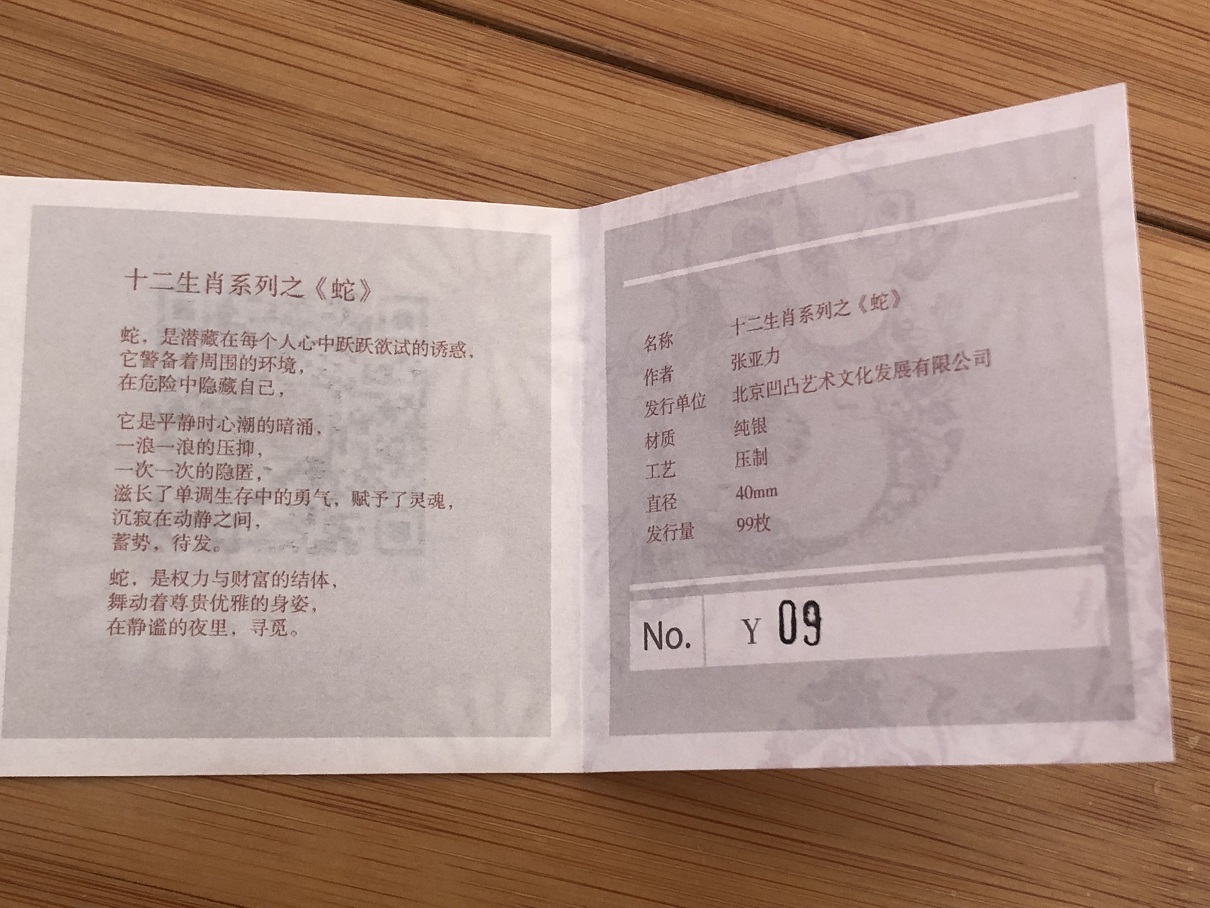 十二生肖系列之《蛇》
蛇，是潜藏在每个人心中跃跃欲试的诱惑，
它警备着周围的环境，
在危险中隐藏自己，
它是平静时心潮的暗涌，
一浪一浪的压抑，
一次一次的隐匿，
滋长了单调生存中的勇气，赋予了灵魂，
沉寂在动静之间，
蓄势，待发。
蛇，是权力与财富的结体，
舞动着尊贵优雅的身姿，
在静谧的夜里，寻觅。
名称 十二生肖系列之《蛇》
作者 张亚力
发行单位 北京凹凸艺术文化发展有限公司
材质 纯银
工艺 压制
直径 40mm
发行量 99枚
No. Y 09